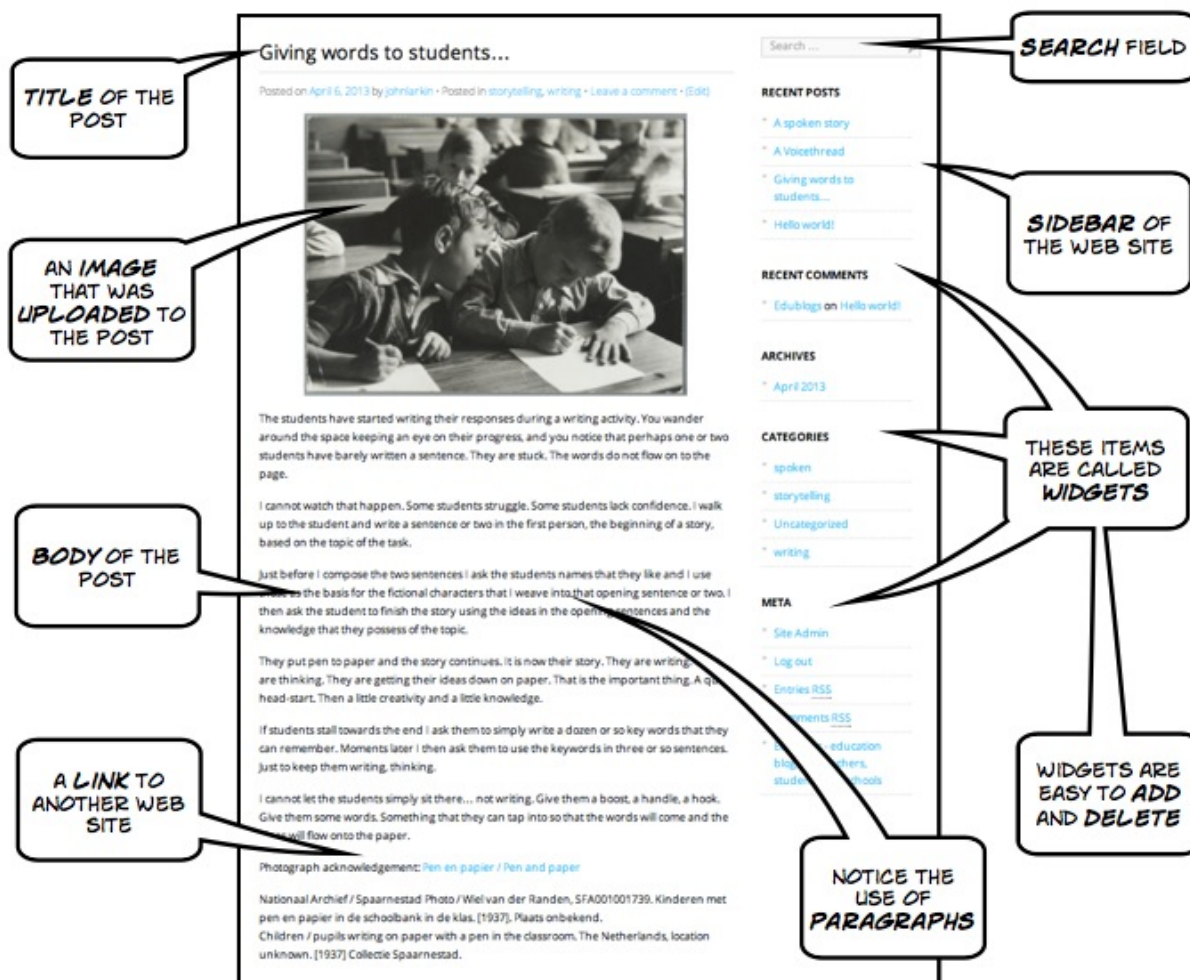 Giving words to students...
Posted on April 6, 2013 by johnlarkin • Posted in storytelling, writing • Leave a comment • (Edit)
The students have started writing their responses during a writing activity. You wander
around the space keeping an eye on their progress, and you notice that perhaps one or two
students have barely written a sentence. They are stuck. The words do not flow on to the
page.
I cannot watch that happen. Some students struggle. Some students lack confidence. I walk
up to the student and write a sentence or two in the first person, the beginning of a story,
based on the topic of the task.
Just before I compose the two sentences I ask the students names that they like and I use
as the basis for the fictional characters that I weave into that opening sentence or two. I
then ask the student to finish the story using the ideas in the opening sentences and the
knowledge that they possess of the topic.
They put pen to paper and the story continues. It is now their story. They are writing.
are thinking. They are getting their ideas down on paper. That is the important thing. A
head-start. Then a little creativity and a little knowledge.
If students stall towards the end I ask them to simply write a dozen or so key words that they
can remember. Moments later I then ask them to use the keywords in three or so sentences.
Just to keep them writing, thinking.
I cannot let the students simply sit there... not writing. Give them a boost, a handle, a hook.
Give them some words. Something that they can tap into so that the words will come and the
will flow onto the paper.
Photograph acknowledgement: Pen en papier / Pen and paper
Nationaal Archief / Spaarnestad Photo / Wiel van der Randen, SFA001001739. Kinderen met
pen en papier in de schoolbank in de klas. [1937]. Plaats onbekend.
Children / pupils writing on paper with a pen in the classroom. The Netherlands, location
unknown. [1937] Collectie Spaarnestad.
Search ...
RECENT POSTS
A spoken story
A Voicethread
Giving words to
students...
Hello world!
RECENT COMMENTS
Edublogs on Hello world!
ARCHIVES
April 2013
CATEGORIES
spoken
storytelling
Uncategorized
writing
META
Site Admin
Log out
Entries RSS
RSS
- education
schools
TITLE OF THE
POST
AN IMAGE
THAT WAS
UPLOADED TO
THE POST
BODY OF THE
POST
A LINK TO
ANOTHER WEB
SITE
SEARCH FIELD
SIDEBAR OF
THE WEB SITE
THESE ITEMS
ARE CALLED
WIDGETS
WIDGETS ARE
EASY TO ADD
AND DELETE
NOTICE THE
USE OF
PARAGRAPHS